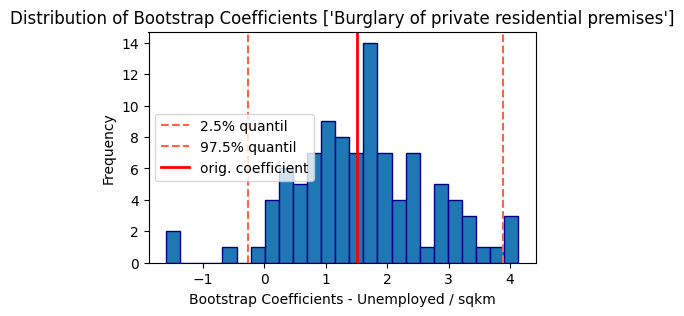 Distribution of Bootstrap Coefficients ['Burglary of private residential premises']
14
12
10
8
6
4
2
0
Frequency
2.5% quantil
97.5% quantil
orig. coefficient
−1 0 1 2 3 4
Bootstrap Coefficients - Unemployed / sqkm